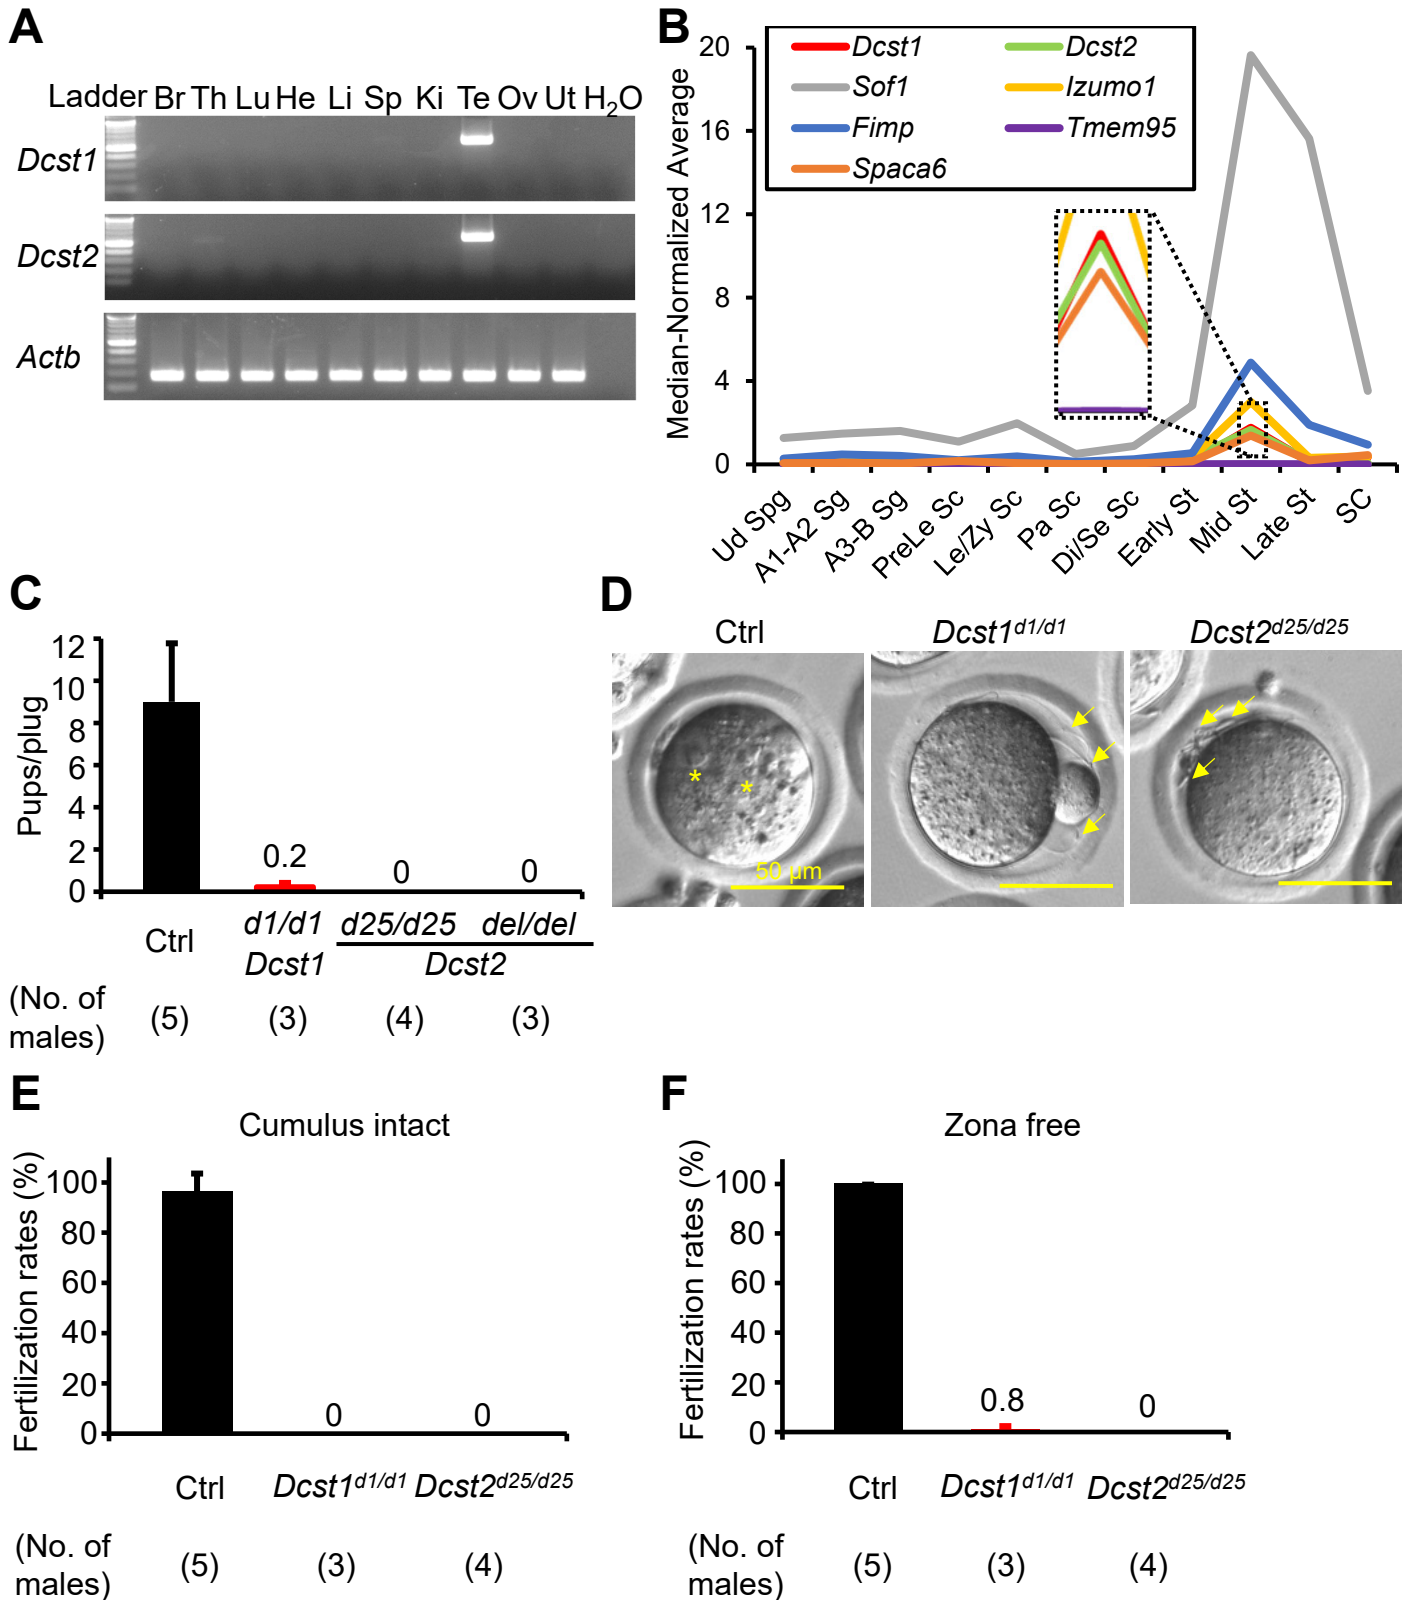 A
Ladder Br Th Lu He Li Sp Ki Te Ov Ut H₂O
Dcst1
Dcst2
Actb
B
Median-Normalized Average
20
16
12
8
4
0
Dcst1
Dcst2
Sof1
Izumo1
Fimp
Tmem95
Spaca6
Ud Spg
A1-A2 Sg
A3-B Sg
PreLe Sc
Le/Zy Sc
Pa Sc
Di/Se Sc
Early St
Mid St
Late St
SC
C
Pups/plug
12
10
8
6
4
2
0
0.2
0
0
Ctrl
d1/d1
d25/d25
del/del
Dcst1
Dcst2
(No. of
males)
(5)
(3)
(4)
(3)
D
Ctrl
Dcst1d1/d1
Dcst2d25/d25
*
*
50 µm
E
Cumulus intact
Fertilization rates (%)
100
80
60
40
20
0
0
0
Ctrl
Dcst1d1/d1
Dcst2d25/d25
(No. of
males)
(5)
(3)
(4)
F
Zona free
Fertilization rates (%)
100
80
60
40
20
0
0.8
0
Ctrl
Dcst1d1/d1
Dcst2d25/d25
(No. of
males)
(5)
(3)
(4)